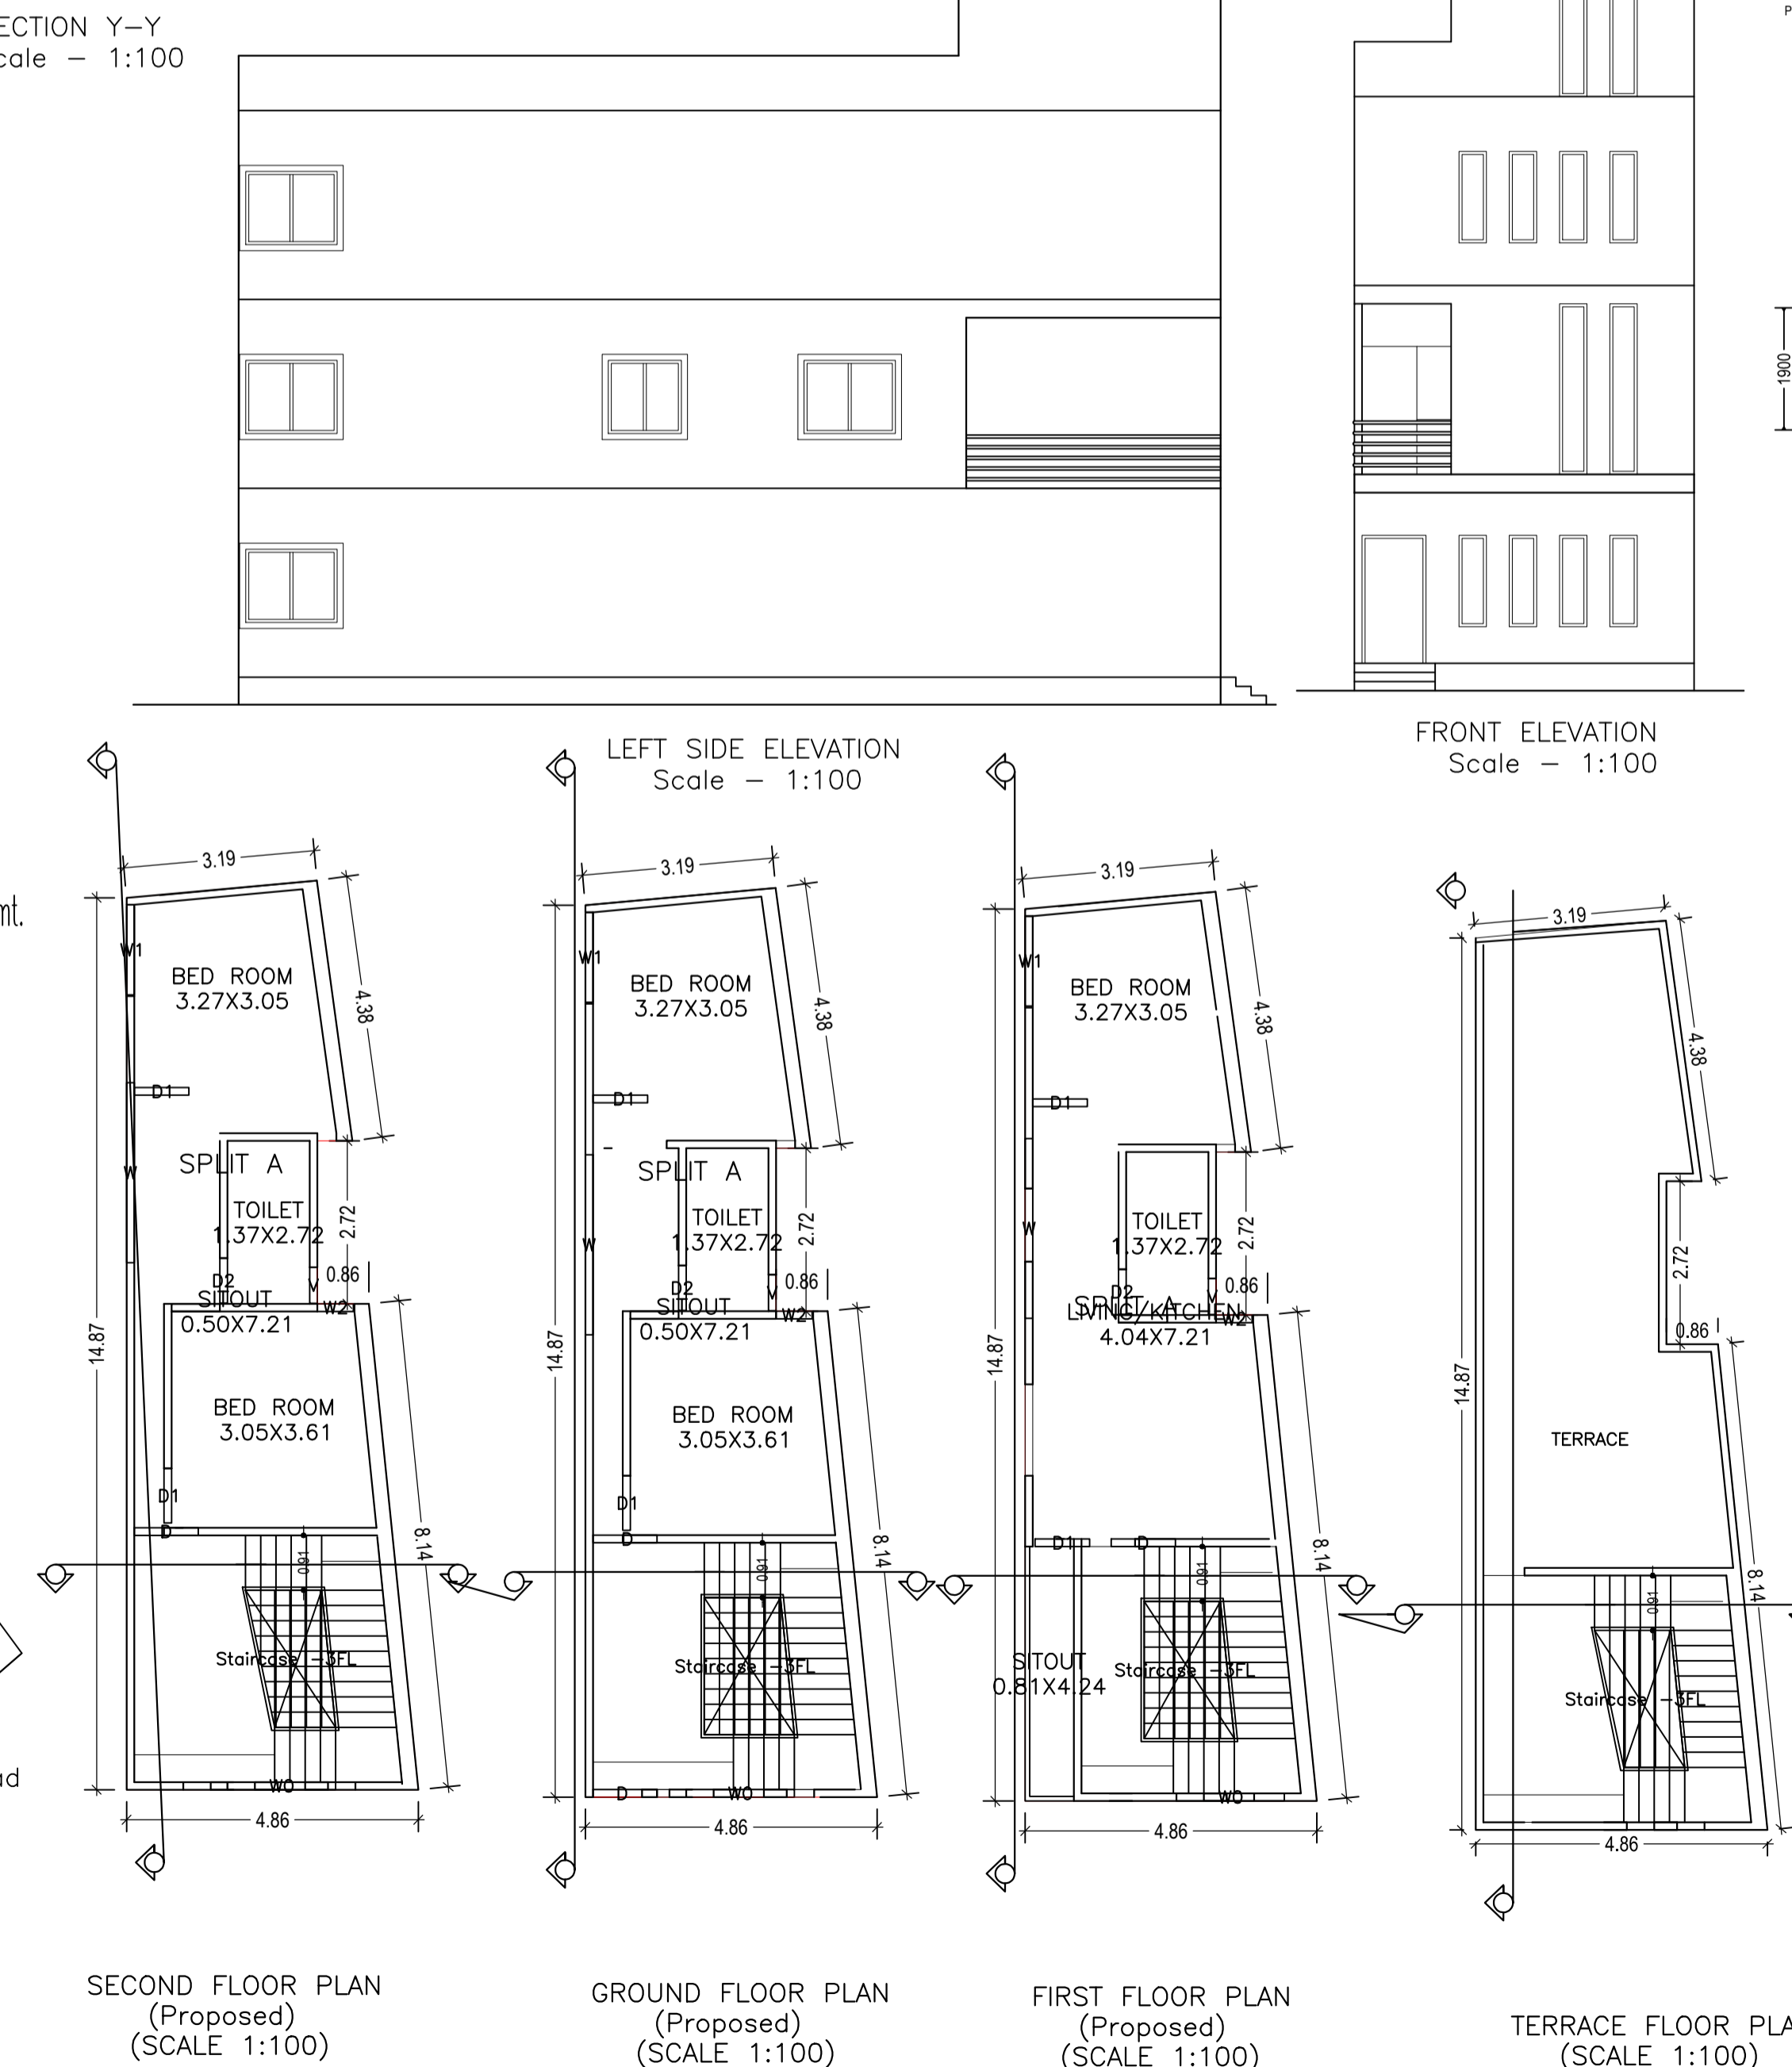 ECTION Y-Y
cale - 1:100
P
1900
LEFT SIDE ELEVATION
Scale - 1:100
FRONT ELEVATION
Scale - 1:100
mt.
ad
3.19
W1
BED ROOM
3.27X3.05
4.38
D1
SPLIT A
W
TOILET
1.37X2.72
2.72
D2
V
0.86
SITOUT
W2
0.50X7.21
14.87
BED ROOM
3.05X3.61
D1
D
0.91
8.14
Staircase -3FL
WO
4.86
SECOND FLOOR PLAN
(Proposed)
(SCALE 1:100)
3.19
W1
BED ROOM
3.27X3.05
4.38
D1
SPLIT A
W
TOILET
1.37X2.72
2.72
D2
V
0.86
SITOUT
W2
0.50X7.21
14.87
BED ROOM
3.05X3.61
D1
D
0.91
8.14
Staircase -3FL
D
WO
4.86
GROUND FLOOR PLAN
(Proposed)
(SCALE 1:100)
3.19
W1
BED ROOM
3.27X3.05
4.38
D1
W
TOILET
1.37X2.72
2.72
D2
V
0.86
SPLIT A
LIVING/KITCHEN
W2
4.04X7.21
14.87
D1
D
0.91
8.14
SITOUT
0.81X4.24
Staircase -3FL
WO
4.86
FIRST FLOOR PLAN
(Proposed)
(SCALE 1:100)
3.19
4.38
2.72
0.86
14.87
TERRACE
0.91
8.14
Staircase -3FL
4.86
TERRACE FLOOR PLA
(SCALE 1:100)